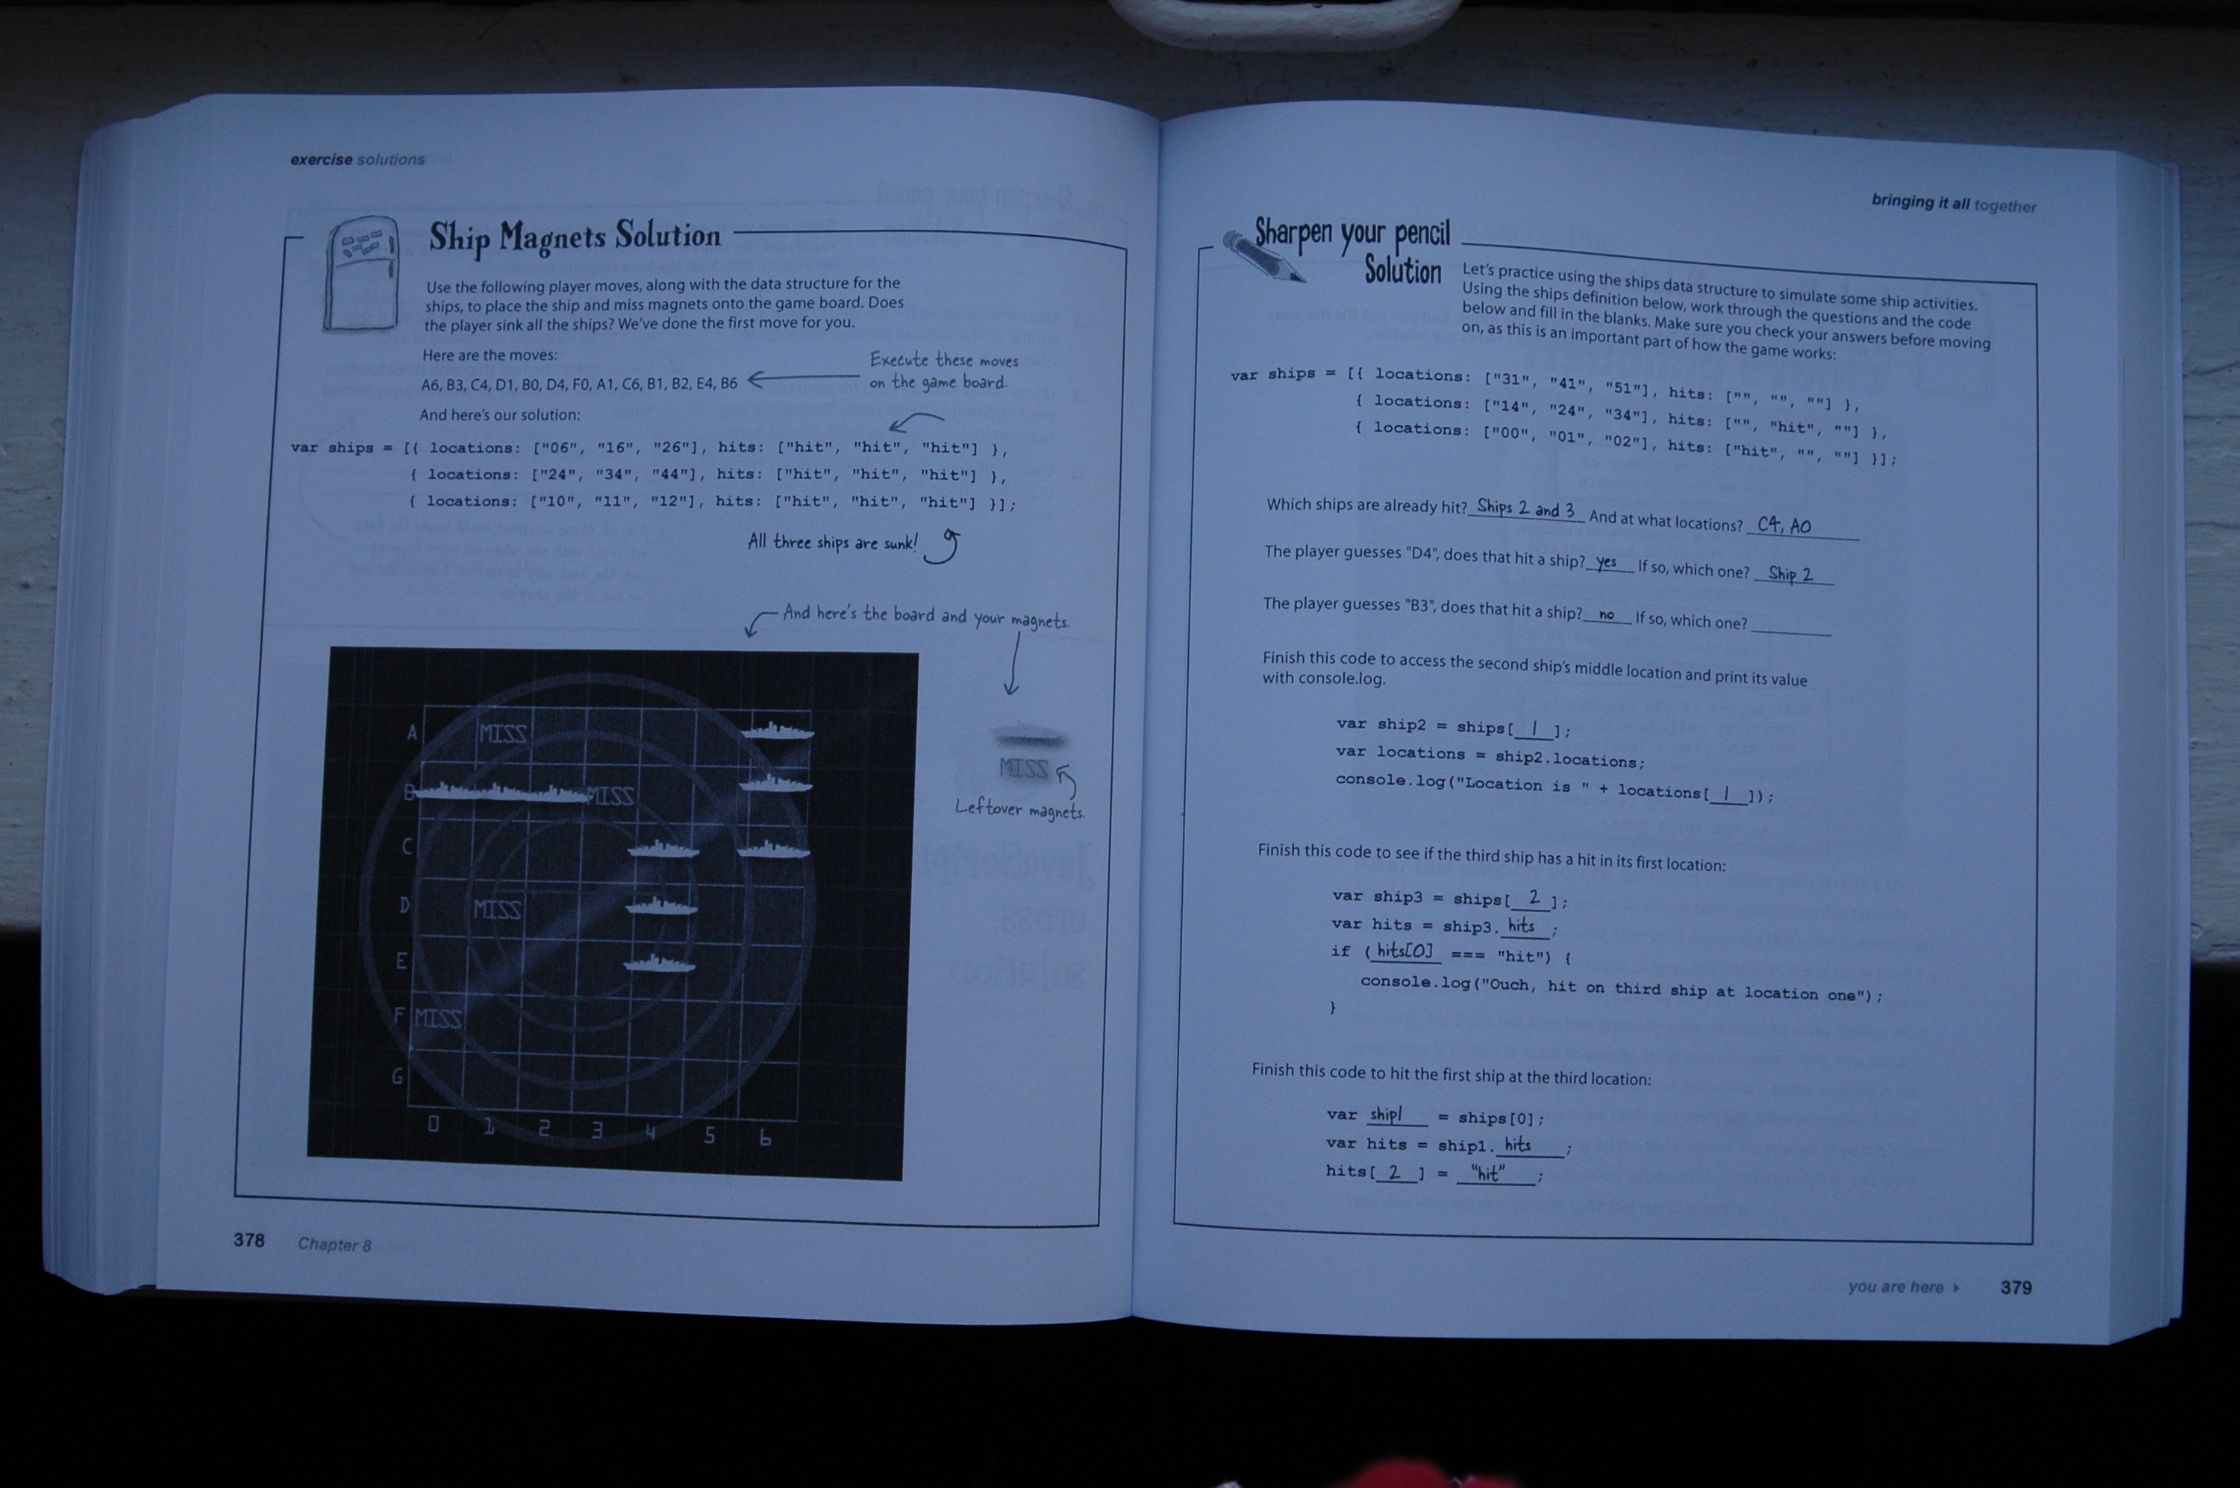 exercise solutions
Ship Magnets Solution
Use the following player moves, along with the data structure for the
ships, to place the ship and miss magnets onto the game board. Does
the player sink all the ships? We've done the first move for you.
Here are the moves:
A6, B3, C4, D1, B0, D4, F0, A1, C6, B1, B2, E4, B6
Execute these moves
on the game board.
And here's our solution:
var ships = [{ locations: ["06", "16", "26"], hits: ["hit", "hit", "hit"] },
{ locations: ["24", "34", "44"], hits: ["hit", "hit", "hit"] },
{ locations: ["10", "11", "12"], hits: ["hit", "hit", "hit"] }];
All three ships are sunk!
And here's the board and your magnets.
A MISS
B MISS
C
D MISS
E
F MISS
G
0 1 2 3 4 5 6
MISS
Leftover magnets.
378 Chapter 8
bringing it all together
Sharpen your pencil
Solution
Let's practice using the ships data structure to simulate some ship activities.
Using the ships definition below, work through the questions and the code
below and fill in the blanks. Make sure you check your answers before moving
on, as this is an important part of how the game works:
var ships = [{ locations: ["31", "41", "51"], hits: ["", "", ""] },
{ locations: ["14", "24", "34"], hits: ["", "hit", ""] },
{ locations: ["00", "01", "02"], hits: ["hit", "", ""] }];
Which ships are already hit? Ships 2 and 3 And at what locations? C4, A0
The player guesses "D4", does that hit a ship? yes If so, which one? Ship 2
The player guesses "B3", does that hit a ship? no If so, which one?
Finish this code to access the second ship's middle location and print its value
with console.log.
var ship2 = ships[ 1 ];
var locations = ship2.locations;
console.log("Location is " + locations[ 1 ]);
Finish this code to see if the third ship has a hit in its first location:
var ship3 = ships[ 2 ];
var hits = ship3. hits ;
if ( hits[0] === "hit") {
console.log("Ouch, hit on third ship at location one");
}
Finish this code to hit the first ship at the third location:
var ship1 = ships[0];
var hits = ship1. hits ;
hits[ 2 ] = "hit" ;
you are here 379